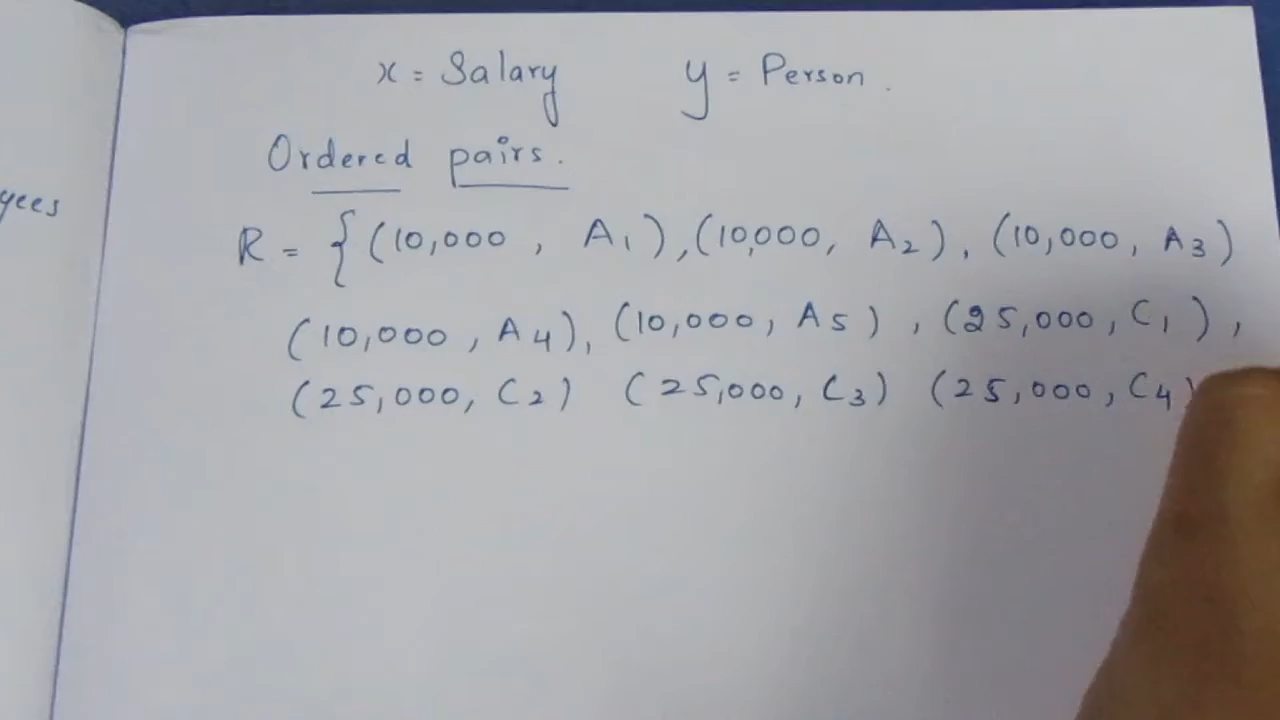 x = Salary y = Person.
Ordered pairs.
yees
R = {(10,000, A1), (10,000, A2), (10,000, A3)
(10,000, A4), (10,000, A5), (25,000, C1),
(25,000, C2) (25,000, C3) (25,000, C4)